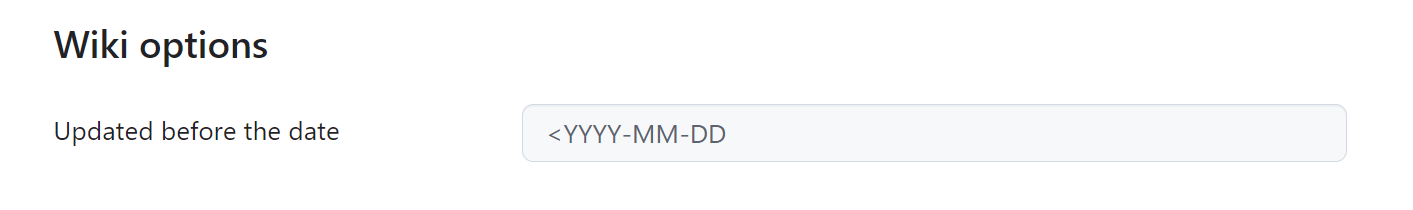 Wiki options
Updated before the date
<YYYY-MM-DD